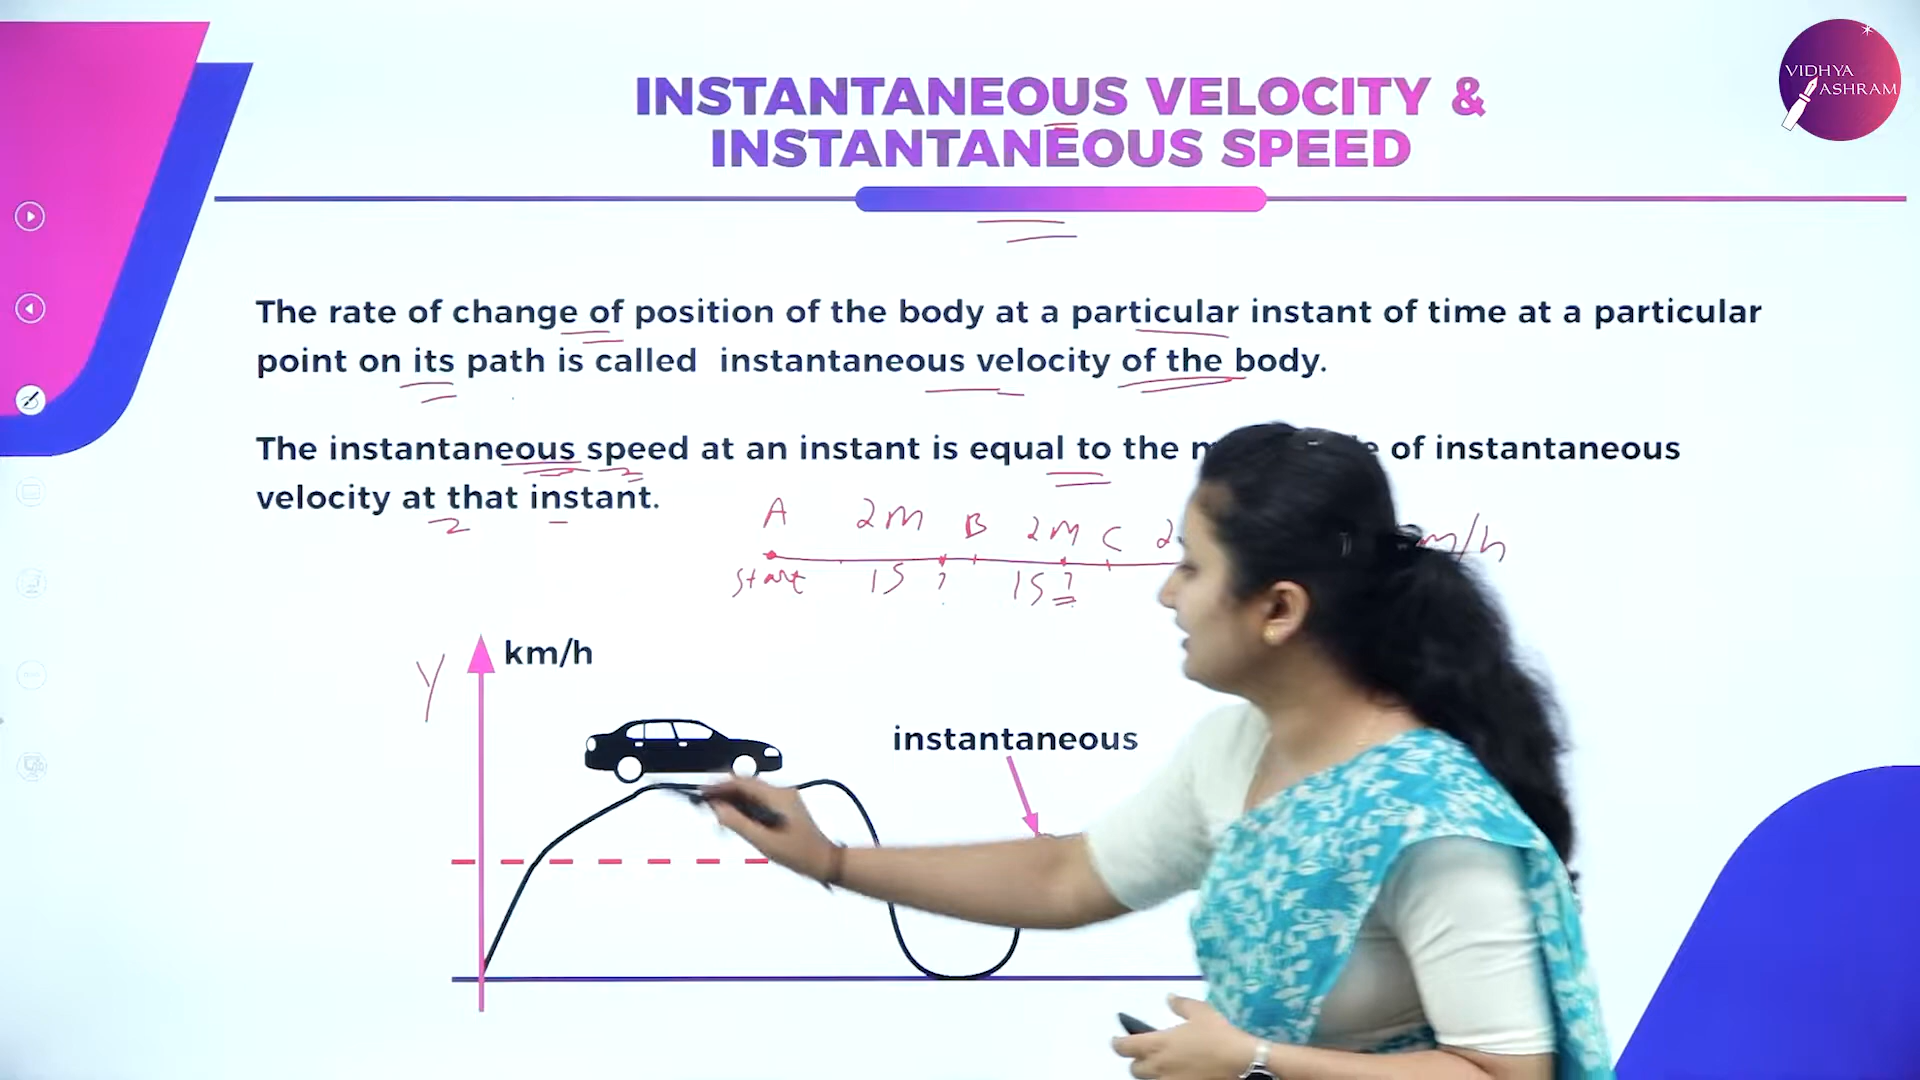 INSTANTANEOUS VELOCITY &
INSTANTANEOUS SPEED
VIDHYA
ASHRAM
The rate of change of position of the body at a particular instant of time at a particular
point on its path is called instantaneous velocity of the body.
The instantaneous speed at an instant is equal to the of instantaneous
velocity at that instant.
A 2M B 2M C 2 m/h
Start 1S ? 1S ?
Y km/h
instantaneous